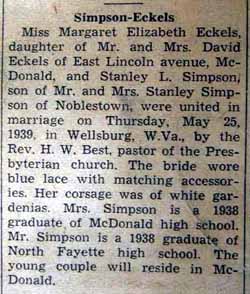 Simpson-Eckels
Miss Margaret Elizabeth Eckels,
daughter of Mr. and Mrs. David
Eckels of East Lincoln avenue, Mc-
Donald, and Stanley L. Simpson,
son of Mr. and Mrs. Stanley Simp-
son of Noblestown, were united in
marriage on Thursday, May 25,
1939, in Wellsburg, W.Va., by the
Rev. H. W. Best, pastor of the Pres-
byterian church. The bride wore
blue lace with matching accessor-
ies. Her corsage was of white gar-
denias. Mrs. Simpson is a 1938
graduate of McDonald high school.
Mr. Simpson is a 1938 graduate of
North Fayette high school. The
young couple will reside in Mc-
Donald.